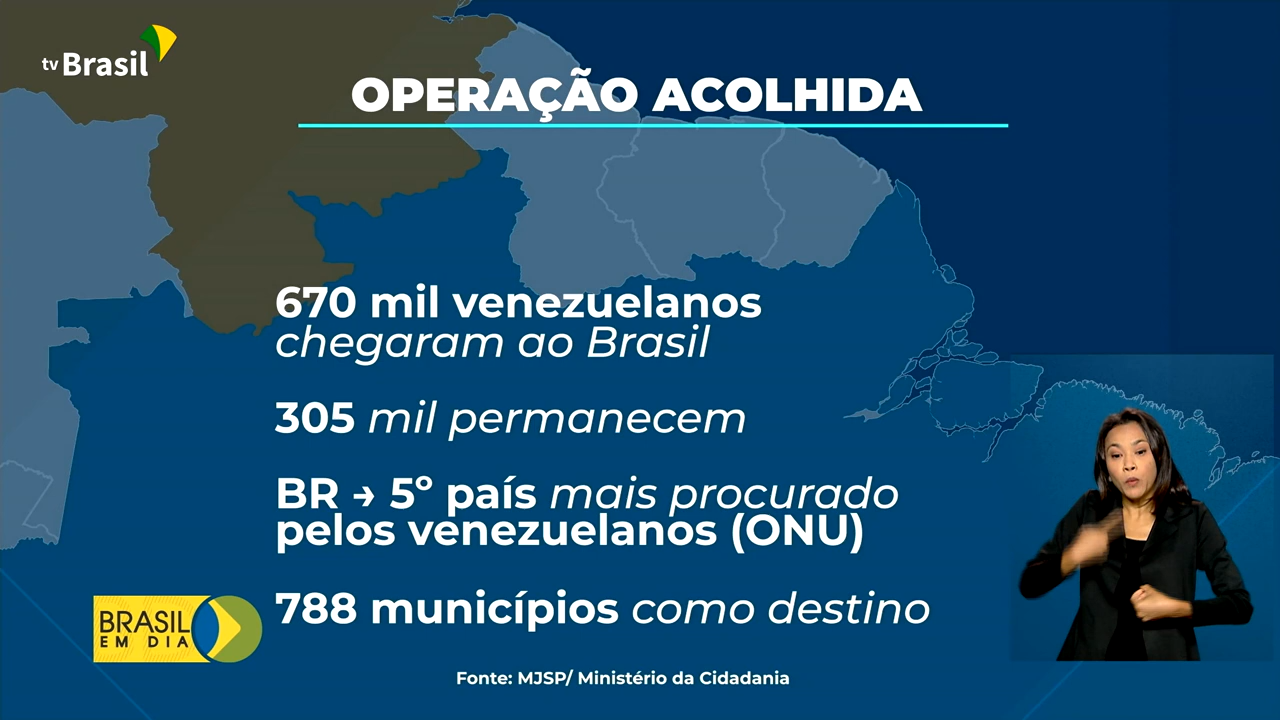 tv Brasil
OPERAÇÃO ACOLHIDA
670 mil venezuelanos
chegaram ao Brasil
305 mil permanecem
BR → 5º país mais procurado
pelos venezuelanos (ONU)
788 municípios como destino
BRASIL
EM DIA
Fonte: MJSP/ Ministério da Cidadania